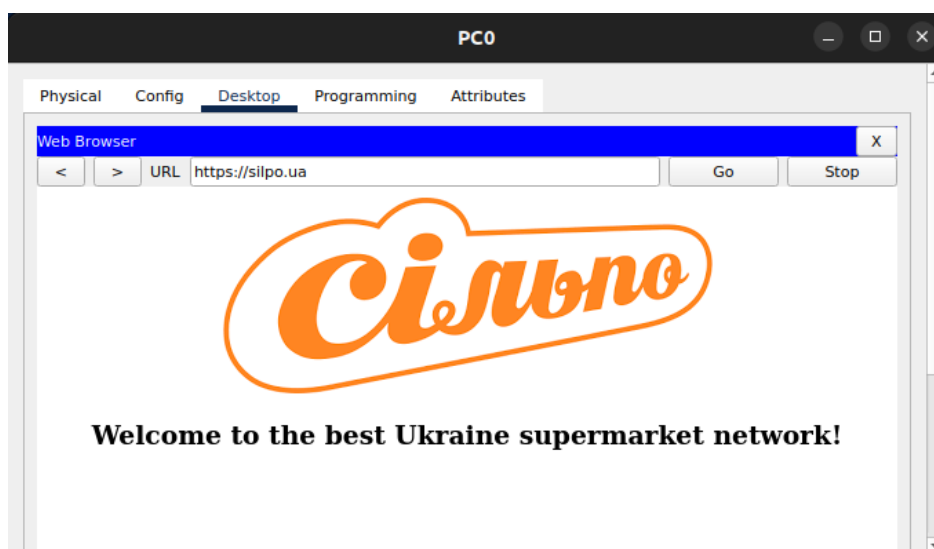 PC0
Physical Config Desktop Programming Attributes
Web Browser X
< > URL https://silpo.ua Go Stop
Сільпо
Welcome to the best Ukraine supermarket network!